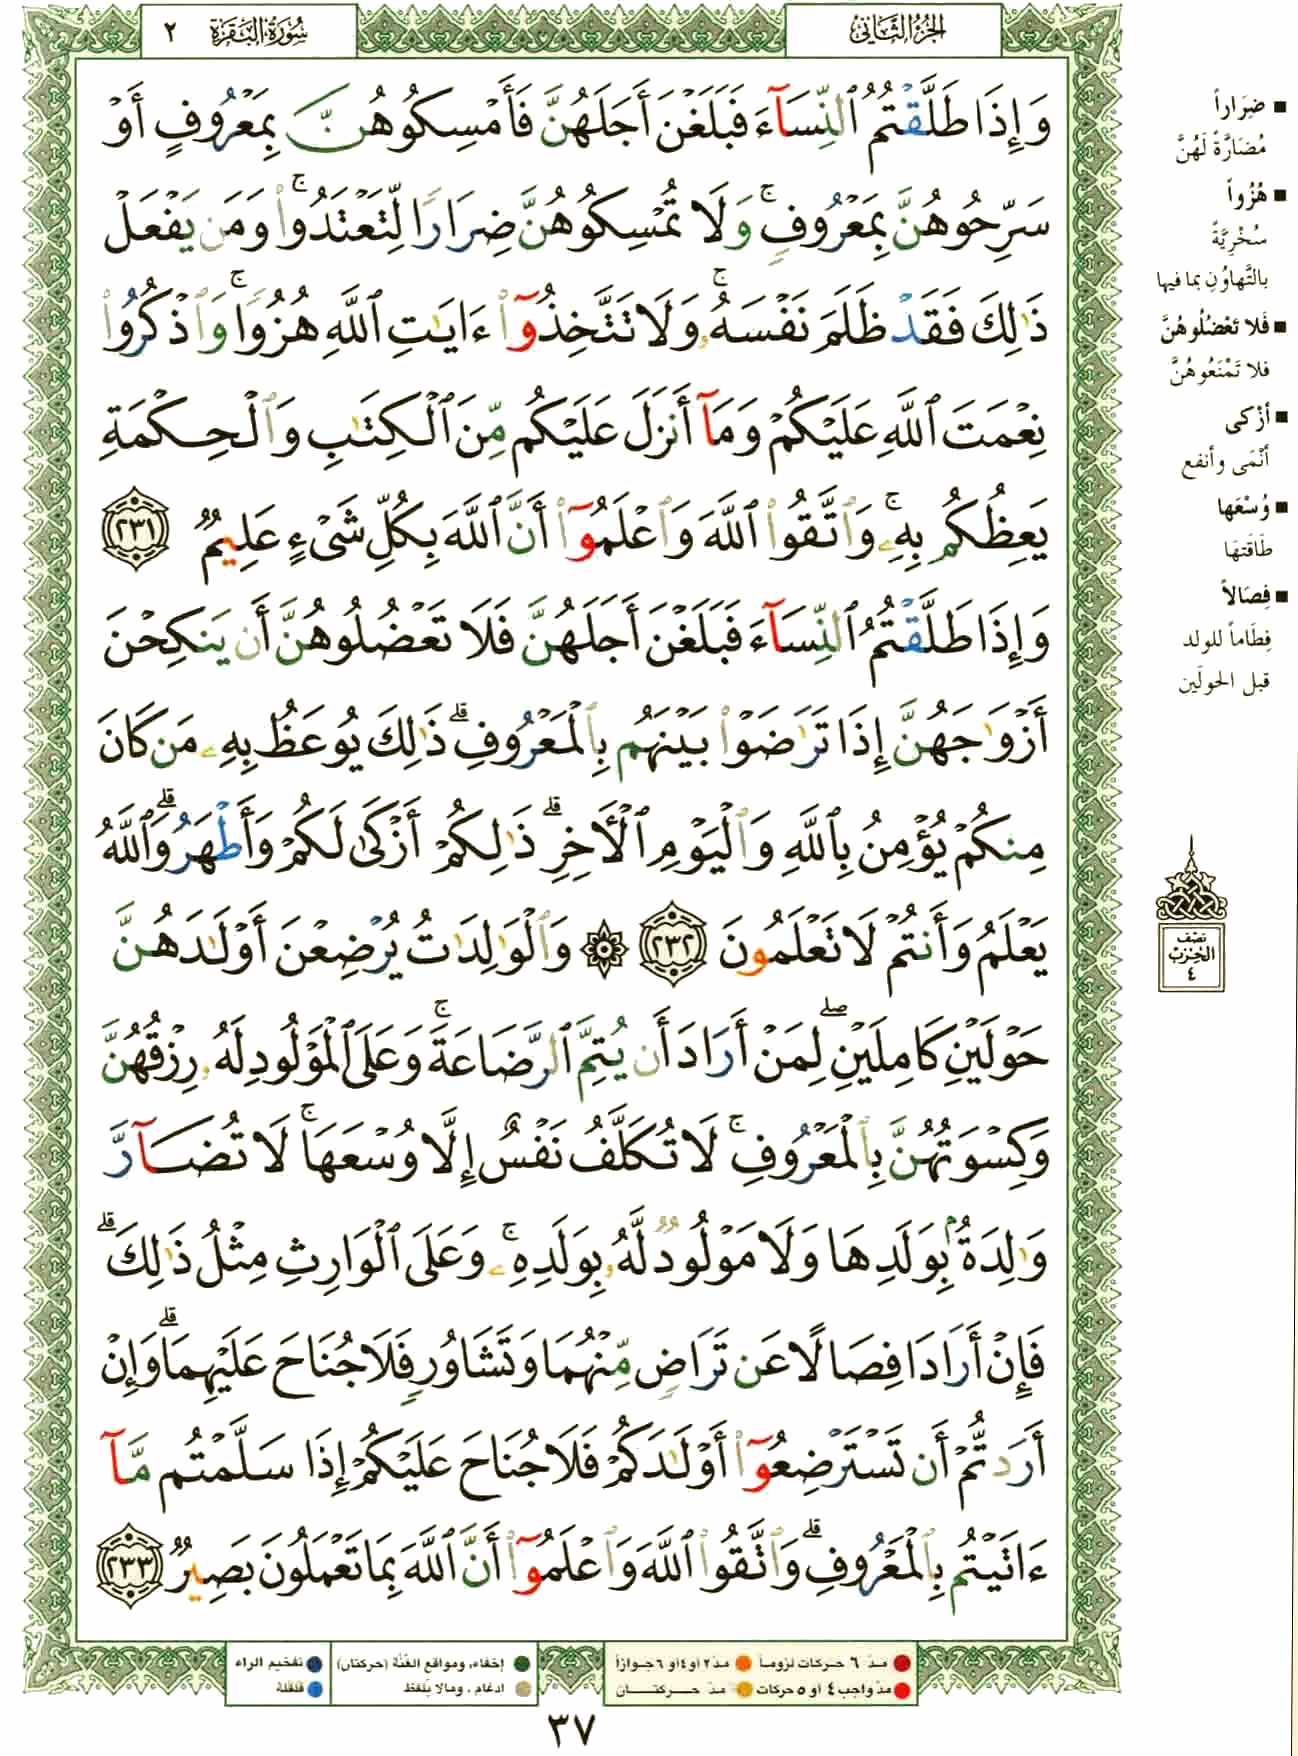 الجزء الثاني
سورة البقرة ٢
وَإِذَا طَلَّقْتُمُ ٱلنِّسَآءَ فَبَلَغْنَ أَجَلَهُنَّ فَأَمْسِكُوهُنَّ بِمَعْرُوفٍ أَوْ
سَرِّحُوهُنَّ بِمَعْرُوفٍۚ وَلَا تُمْسِكُوهُنَّ ضِرَارًا لِّتَعْتَدُوا۟ۚ وَمَن يَفْعَلْ
ذَٰلِكَ فَقَدْ ظَلَمَ نَفْسَهُۥۚ وَلَا تَتَّخِذُوٓا۟ ءَايَٰتِ ٱللَّهِ هُزُوًاۚ وَٱذْكُرُوا۟
نِعْمَتَ ٱللَّهِ عَلَيْكُمْ وَمَآ أَنزَلَ عَلَيْكُم مِّنَ ٱلْكِتَٰبِ وَٱلْحِكْمَةِ
يَعِظُكُم بِهِۦۚ وَٱتَّقُوا۟ ٱللَّهَ وَٱعْلَمُوٓا۟ أَنَّ ٱللَّهَ بِكُلِّ شَىْءٍ عَلِيمٌ ٢٣١
وَإِذَا طَلَّقْتُمُ ٱلنِّسَآءَ فَبَلَغْنَ أَجَلَهُنَّ فَلَا تَعْضُلُوهُنَّ أَن يَنكِحْنَ
أَزْوَٰجَهُنَّ إِذَا تَرَٰضَوْا۟ بَيْنَهُم بِٱلْمَعْرُوفِۗ ذَٰلِكَ يُوعَظُ بِهِۦ مَن كَانَ
مِنكُمْ يُؤْمِنُ بِٱللَّهِ وَٱلْيَوْمِ ٱلْأَخِرِۗ ذَٰلِكُمْ أَزْكَىٰ لَكُمْ وَأَطْهَرُۗ وَٱللَّهُ
يَعْلَمُ وَأَنتُمْ لَا تَعْلَمُونَ ٢٣٢ ۞ وَٱلْوَٰلِدَٰتُ يُرْضِعْنَ أَوْلَٰدَهُنَّ
حَوْلَيْنِ كَامِلَيْنِۖ لِمَنْ أَرَادَ أَن يُتِمَّ ٱلرَّضَاعَةَۚ وَعَلَى ٱلْمَوْلُودِ لَهُۥ رِزْقُهُنَّ
وَكِسْوَتُهُنَّ بِٱلْمَعْرُوفِۚ لَا تُكَلَّفُ نَفْسٌ إِلَّا وُسْعَهَاۚ لَا تُضَآرَّ
وَٰلِدَةٌۢ بِوَلَدِهَا وَلَا مَوْلُودٌ لَّهُۥ بِوَلَدِهِۦۚ وَعَلَى ٱلْوَارِثِ مِثْلُ ذَٰلِكَۗ
فَإِنْ أَرَادَا فِصَالًا عَن تَرَاضٍ مِّنْهُمَا وَتَشَاوُرٍ فَلَا جُنَاحَ عَلَيْهِمَاۗ وَإِنْ
أَرَدتُّمْ أَن تَسْتَرْضِعُوٓا۟ أَوْلَٰدَكُمْ فَلَا جُنَاحَ عَلَيْكُمْ إِذَا سَلَّمْتُم مَّآ
ءَاتَيْتُم بِٱلْمَعْرُوفِۗ وَٱتَّقُوا۟ ٱللَّهَ وَٱعْلَمُوٓا۟ أَنَّ ٱللَّهَ بِمَا تَعْمَلُونَ بَصِيرٌ ٢٣٣
■ ضِرَاراً
مُضَارَّةً لَهُنَّ
■ هُزُواً
سُخْرِيَّةً
بالتَّهاوُنِ بما فيها
■ فَلا تَعْضُلُوهُنَّ
فلا تَمْنَعُوهُنَّ
■ أزْكى
أَنْمَى وأنفع
■ وُسْعَها
طَاقَتهَا
■ فِصَالاً
فِطَاماً للولد
قبل الحولَين
نصف
الحزب
٤
مدّ ٦ حركات لزوماً
مدّ ٢ أو ٤ أو ٦ جوازاً
مدّ واجب ٤ أو ٥ حركات
مدّ حركتان
إخفاء، ومواقع الغُنَّة (حركتان)
ادغام، وما لا يُلفظ
تفخيم الراء
قلقلة
٣٧